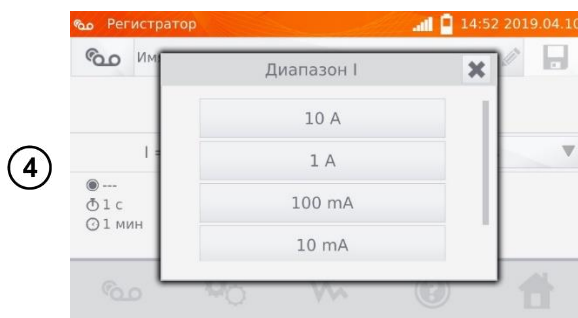 Регистратор
14:52 2019.04.10
Им
Диапазон I
10 A
1 A
100 mA
10 mA
4
I =
---
1 с
1 мин